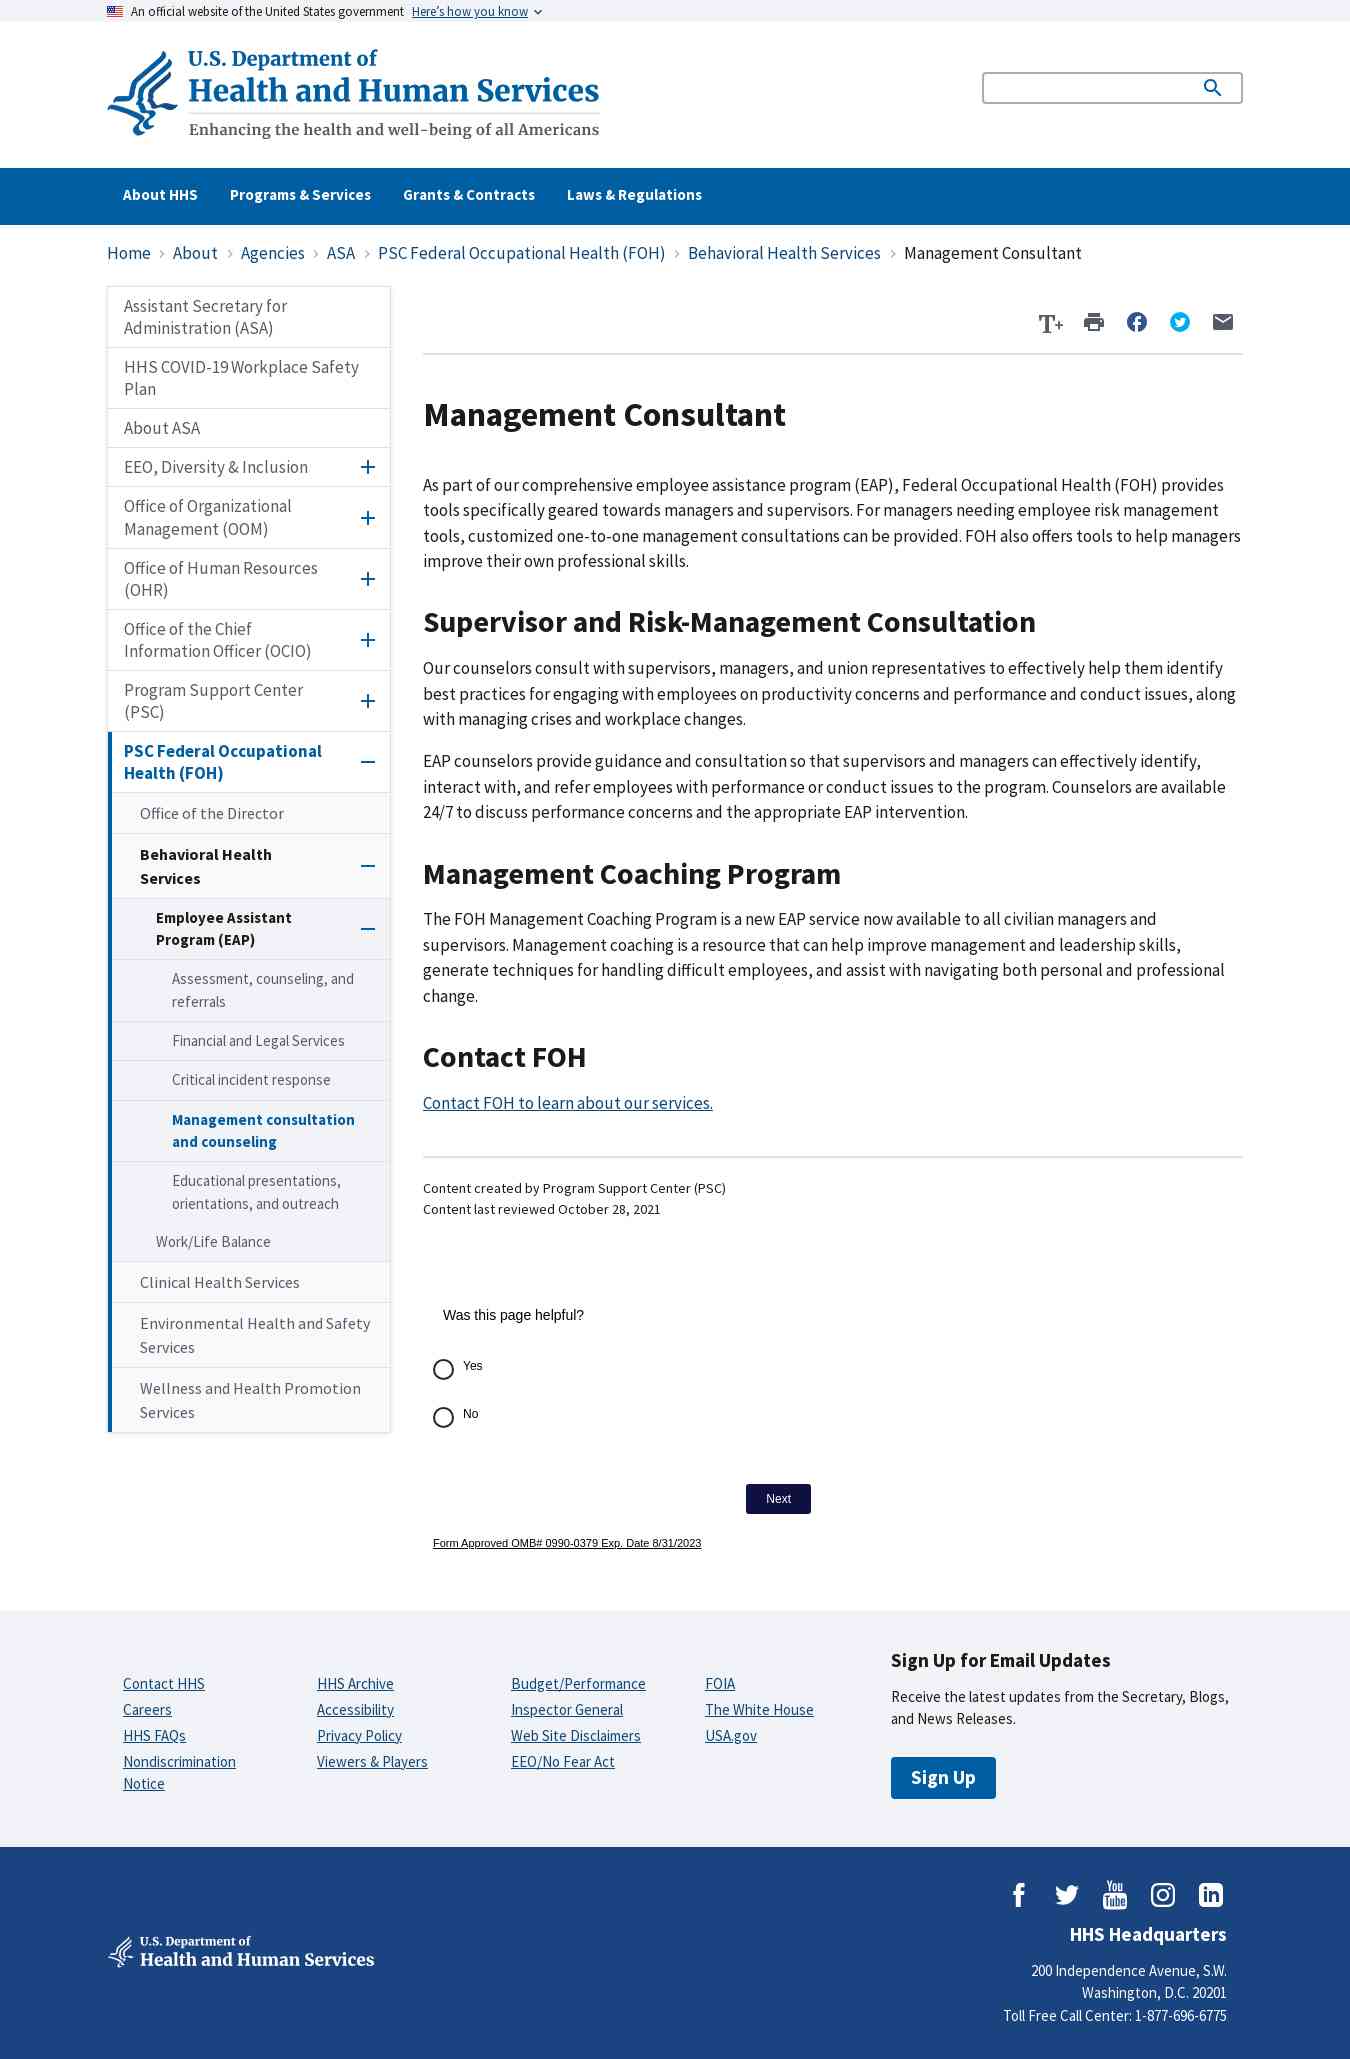 An official website of the United States government Here’s how you know
U.S. Department of
Health and Human Services
Enhancing the health and well-being of all Americans
About HHS Programs & Services Grants & Contracts Laws & Regulations
Home › About › Agencies › ASA › PSC Federal Occupational Health (FOH) › Behavioral Health Services › Management Consultant
Assistant Secretary for
Administration (ASA)
HHS COVID-19 Workplace Safety
Plan
About ASA
EEO, Diversity & Inclusion
Office of Organizational
Management (OOM)
Office of Human Resources
(OHR)
Office of the Chief
Information Officer (OCIO)
Program Support Center
(PSC)
PSC Federal Occupational
Health (FOH)
Office of the Director
Behavioral Health
Services
Employee Assistant
Program (EAP)
Assessment, counseling, and
referrals
Financial and Legal Services
Critical incident response
Management consultation
and counseling
Educational presentations,
orientations, and outreach
Work/Life Balance
Clinical Health Services
Environmental Health and Safety
Services
Wellness and Health Promotion
Services
T+
Management Consultant
As part of our comprehensive employee assistance program (EAP), Federal Occupational Health (FOH) provides
tools specifically geared towards managers and supervisors. For managers needing employee risk management
tools, customized one-to-one management consultations can be provided. FOH also offers tools to help managers
improve their own professional skills.
Supervisor and Risk-Management Consultation
Our counselors consult with supervisors, managers, and union representatives to effectively help them identify
best practices for engaging with employees on productivity concerns and performance and conduct issues, along
with managing crises and workplace changes.
EAP counselors provide guidance and consultation so that supervisors and managers can effectively identify,
interact with, and refer employees with performance or conduct issues to the program. Counselors are available
24/7 to discuss performance concerns and the appropriate EAP intervention.
Management Coaching Program
The FOH Management Coaching Program is a new EAP service now available to all civilian managers and
supervisors. Management coaching is a resource that can help improve management and leadership skills,
generate techniques for handling difficult employees, and assist with navigating both personal and professional
change.
Contact FOH
Contact FOH to learn about our services.
Content created by Program Support Center (PSC)
Content last reviewed October 28, 2021
Was this page helpful?
Yes
No
Next
Form Approved OMB# 0990-0379 Exp. Date 8/31/2023
Contact HHS
Careers
HHS FAQs
Nondiscrimination
Notice
HHS Archive
Accessibility
Privacy Policy
Viewers & Players
Budget/Performance
Inspector General
Web Site Disclaimers
EEO/No Fear Act
FOIA
The White House
USA.gov
Sign Up for Email Updates
Receive the latest updates from the Secretary, Blogs,
and News Releases.
Sign Up
You
Tube
U.S. Department of
Health and Human Services
HHS Headquarters
200 Independence Avenue, S.W.
Washington, D.C. 20201
Toll Free Call Center: 1-877-696-6775